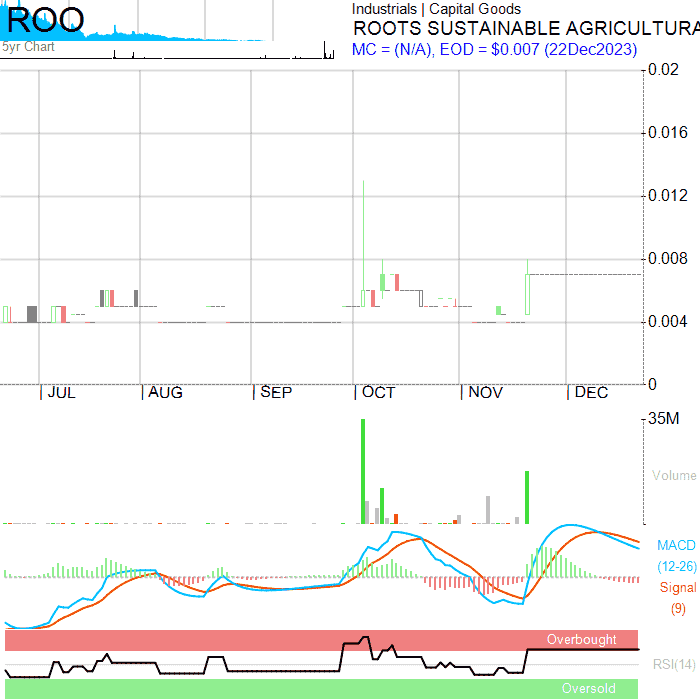 ROO
5yr Chart
Industrials | Capital Goods
ROOTS SUSTAINABLE AGRICULTURA
MC = (N/A), EOD = $0.007 (22Dec2023)
0.02
0.016
0.012
0.008
0.004
0
JUL AUG SEP OCT NOV DEC
35M
Volume
MACD
(12-26)
Signal
(9)
Overbought
RSI(14)
Oversold